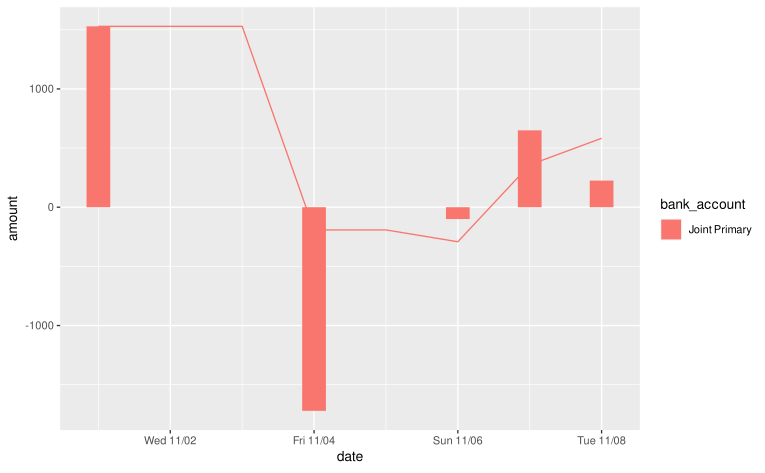 amount
1000
0
-1000
Wed 11/02
Fri 11/04
Sun 11/06
Tue 11/08
date
bank_account
Joint Primary